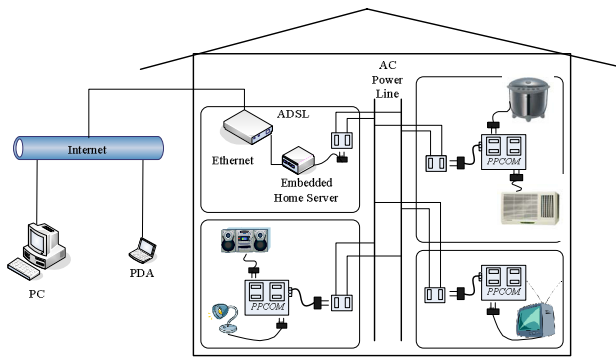 AC
Power
Line
ADSL
Ethernet
Embedded
Home Server
Internet
PC
PDA
PPCOM
PPCOM
PPCOM